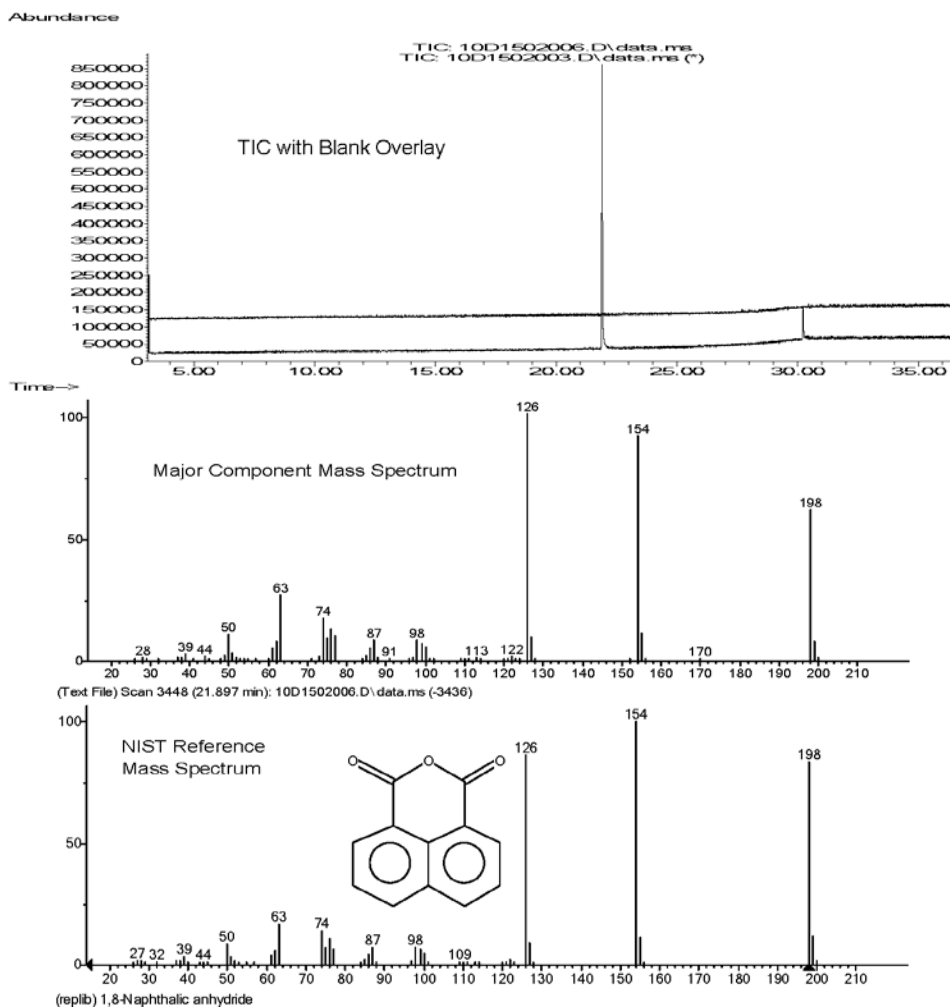 Abundance
TIC: 10D1502006.D\data.ms
TIC: 10D1502003.D\data.ms (*)
850000
800000
750000
700000
650000
600000
550000
500000
450000
400000
350000
300000
250000
200000
150000
100000
50000
0
TIC with Blank Overlay
5.00 10.00 15.00 20.00 25.00 30.00 35.00
Time-->
100
50
0
Major Component Mass Spectrum
28 39 44 50 63 74 87 91 98 113 122 126 154 170 198
20 30 40 50 60 70 80 90 100 110 120 130 140 150 160 170 180 190 200 210
(Text File) Scan 3448 (21.897 min): 10D1502006.D\data.ms (-3436)
100
50
0
NIST Reference
Mass Spectrum
O O O
27 32 39 44 50 63 74 87 98 109 126 154 198
20 30 40 50 60 70 80 90 100 110 120 130 140 150 160 170 180 190 200 210
(replib) 1,8-Naphthalic anhydride